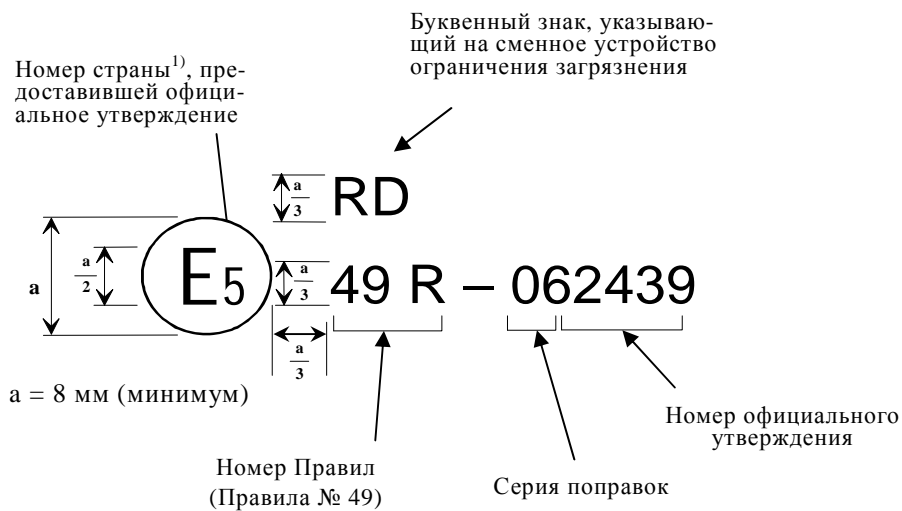 Буквенный знак, указываю-
щий на сменное устройство
ограничения загрязнения
Номер страны1), пре-
доставившей офици-
альное утверждение
a
3
RD
a
a
2
E5
a
3
49 R – 062439
a
3
a = 8 мм (минимум)
Номер официального
утверждения
Номер Правил
(Правила № 49)
Серия поправок